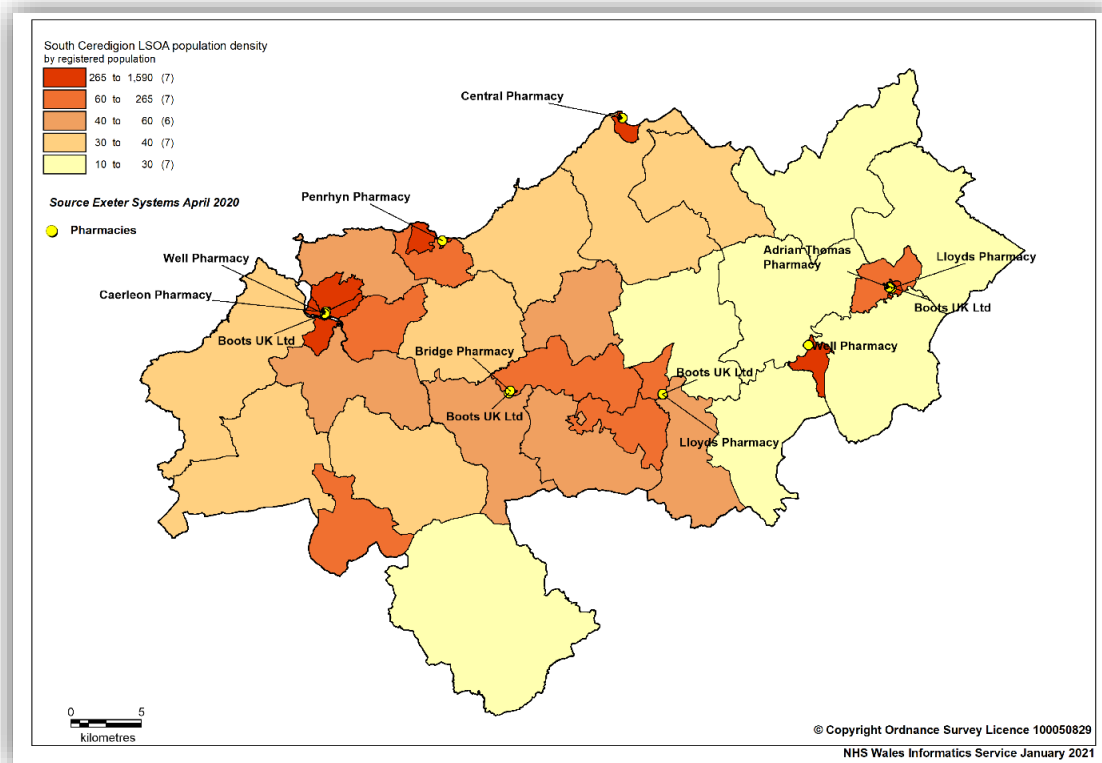 South Ceredigion LSOA population density
by registered population
265 to 1,590 (7)
60 to 265 (7)
40 to 60 (6)
30 to 40 (7)
10 to 30 (7)
Source Exeter Systems April 2020
Pharmacies
Central Pharmacy
Penrhyn Pharmacy
Well Pharmacy
Caerleon Pharmacy
Boots UK Ltd
Bridge Pharmacy
Boots UK Ltd
Boots UK Ltd
Lloyds Pharmacy
Adrian Thomas
Pharmacy
Lloyds Pharmacy
Boots UK Ltd
Well Pharmacy
0 5
kilometres
© Copyright Ordnance Survey Licence 100050829
NHS Wales Informatics Service January 2021